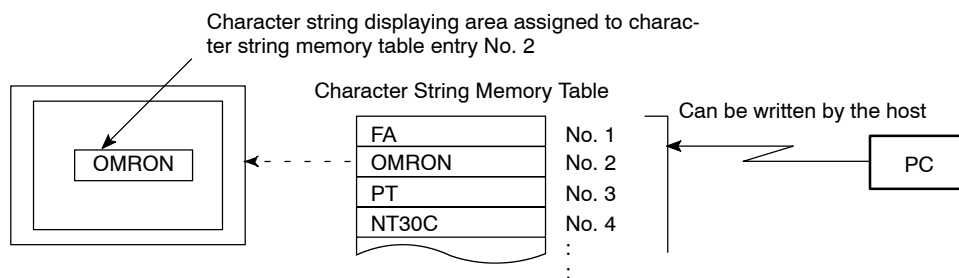 Character string displaying area assigned to charac-
ter string memory table entry No. 2
Character String Memory Table
Can be written by the host
FA No. 1
OMRON OMRON No. 2 PC
PT No. 3
NT30C No. 4